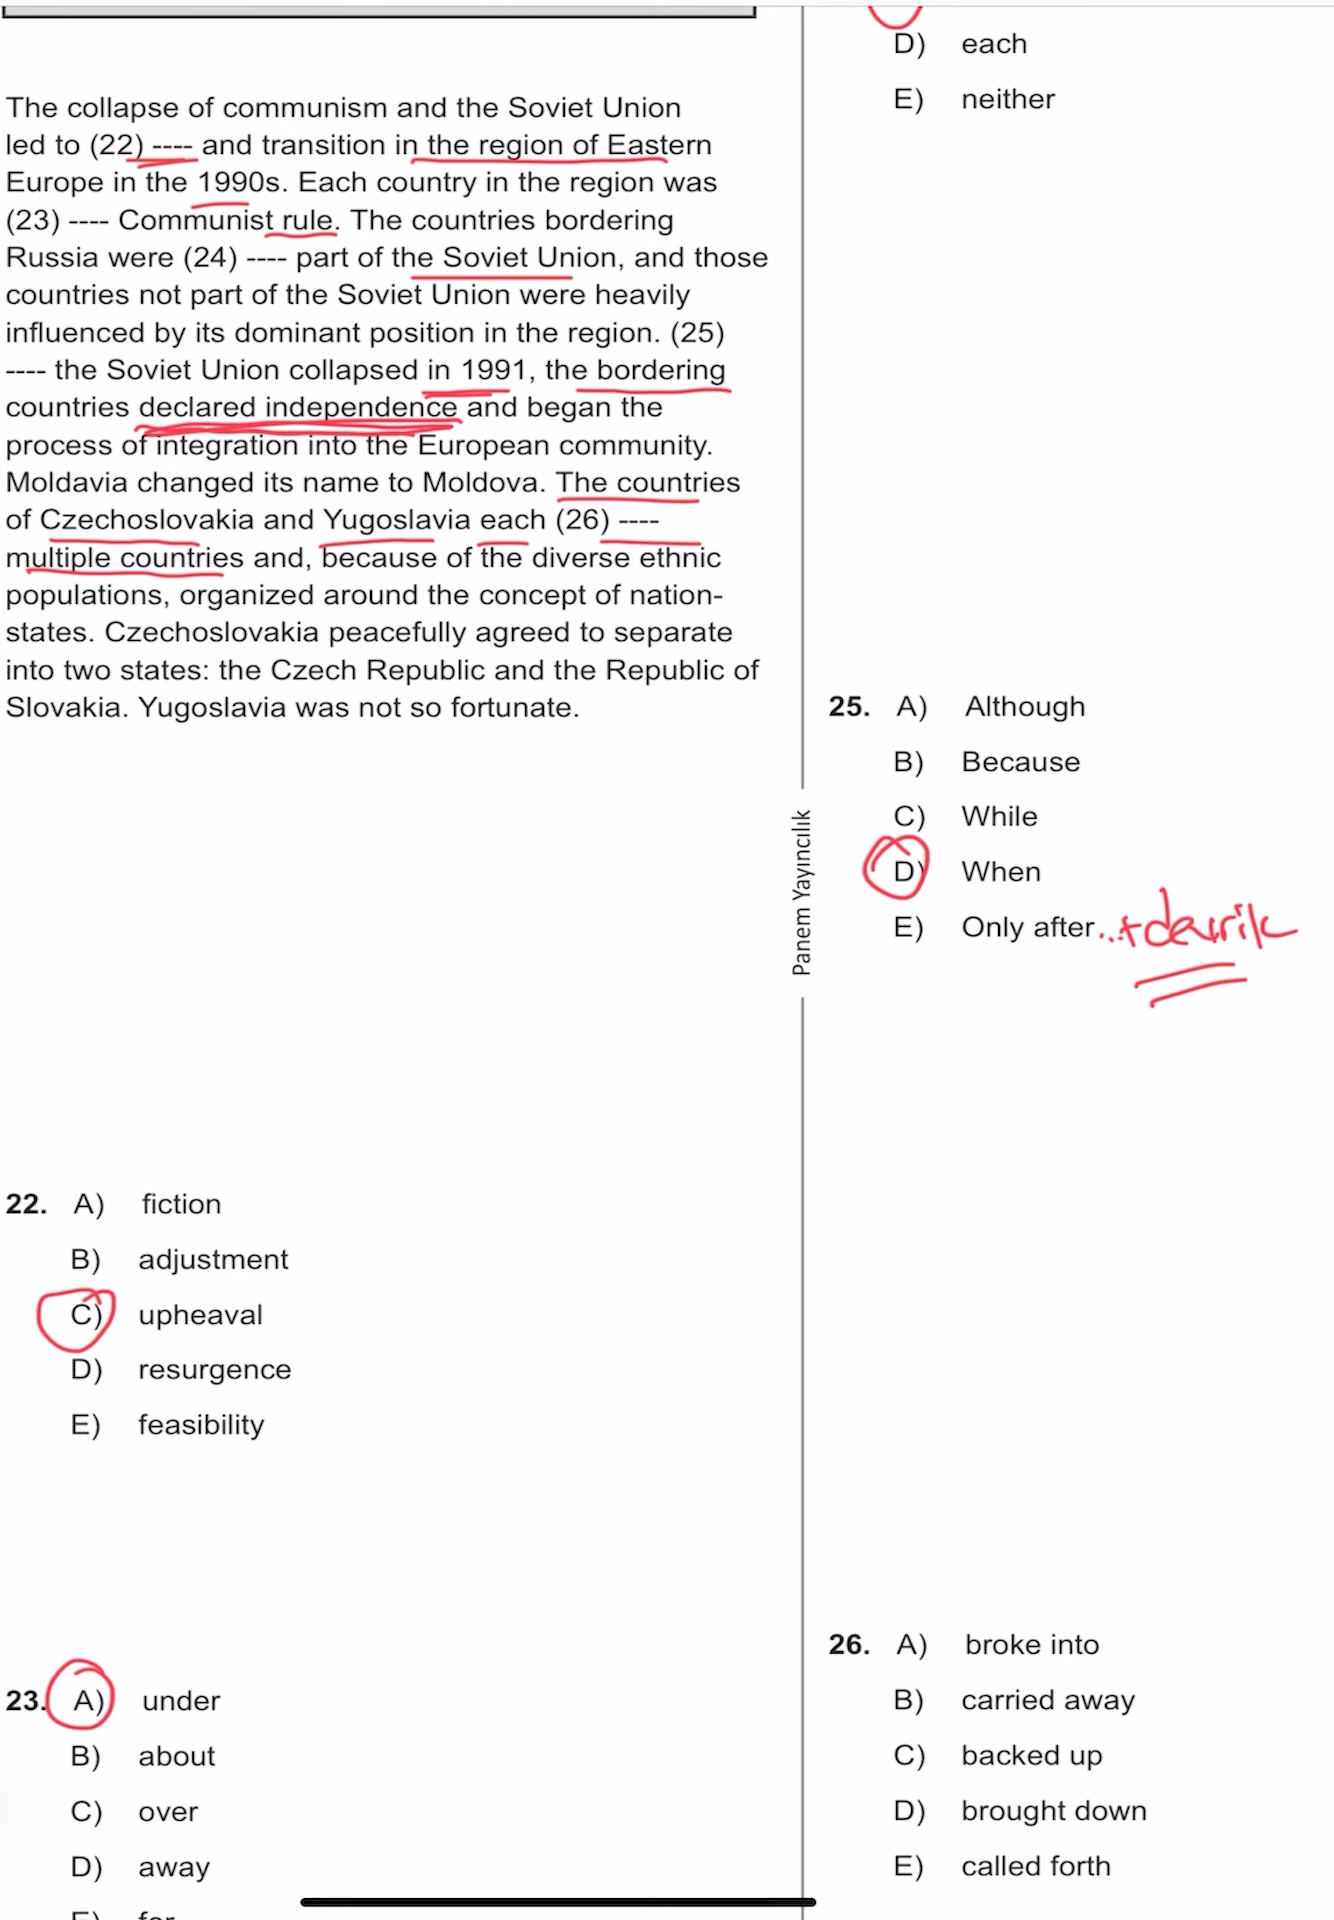 The collapse of communism and the Soviet Union
led to (22) ---- and transition in the region of Eastern
Europe in the 1990s. Each country in the region was
(23) ---- Communist rule. The countries bordering
Russia were (24) ---- part of the Soviet Union, and those
countries not part of the Soviet Union were heavily
influenced by its dominant position in the region. (25)
---- the Soviet Union collapsed in 1991, the bordering
countries declared independence and began the
process of integration into the European community.
Moldavia changed its name to Moldova. The countries
of Czechoslovakia and Yugoslavia each (26) ----
multiple countries and, because of the diverse ethnic
populations, organized around the concept of nation-
states. Czechoslovakia peacefully agreed to separate
into two states: the Czech Republic and the Republic of
Slovakia. Yugoslavia was not so fortunate.
22. A) fiction
B) adjustment
C) upheaval
D) resurgence
E) feasibility
23. A) under
B) about
C) over
D) away
E) for
Panem Yayıncılık
D) each
E) neither
25. A) Although
B) Because
C) While
D) When
E) Only after ...+devrik
26. A) broke into
B) carried away
C) backed up
D) brought down
E) called forth